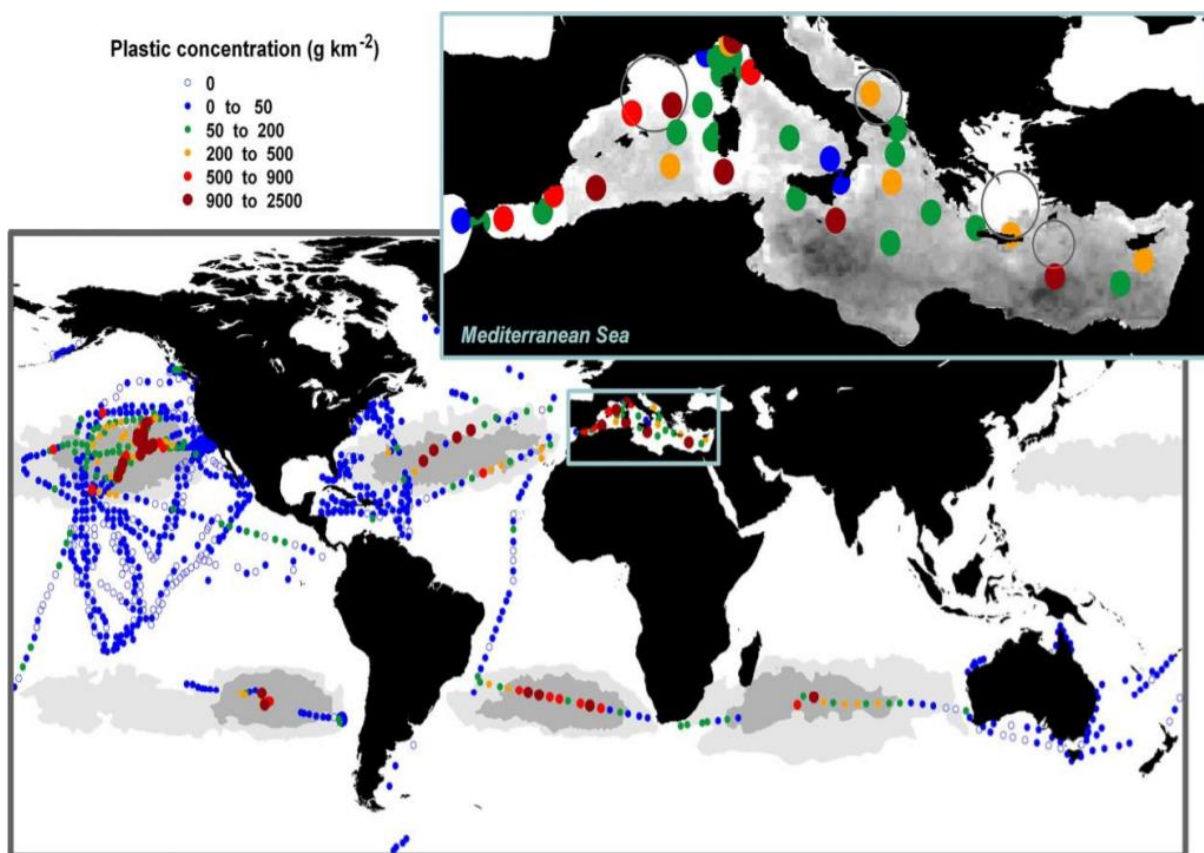 Plastic concentration (g km-2)
0
0 to 50
50 to 200
200 to 500
500 to 900
900 to 2500
Mediterranean Sea